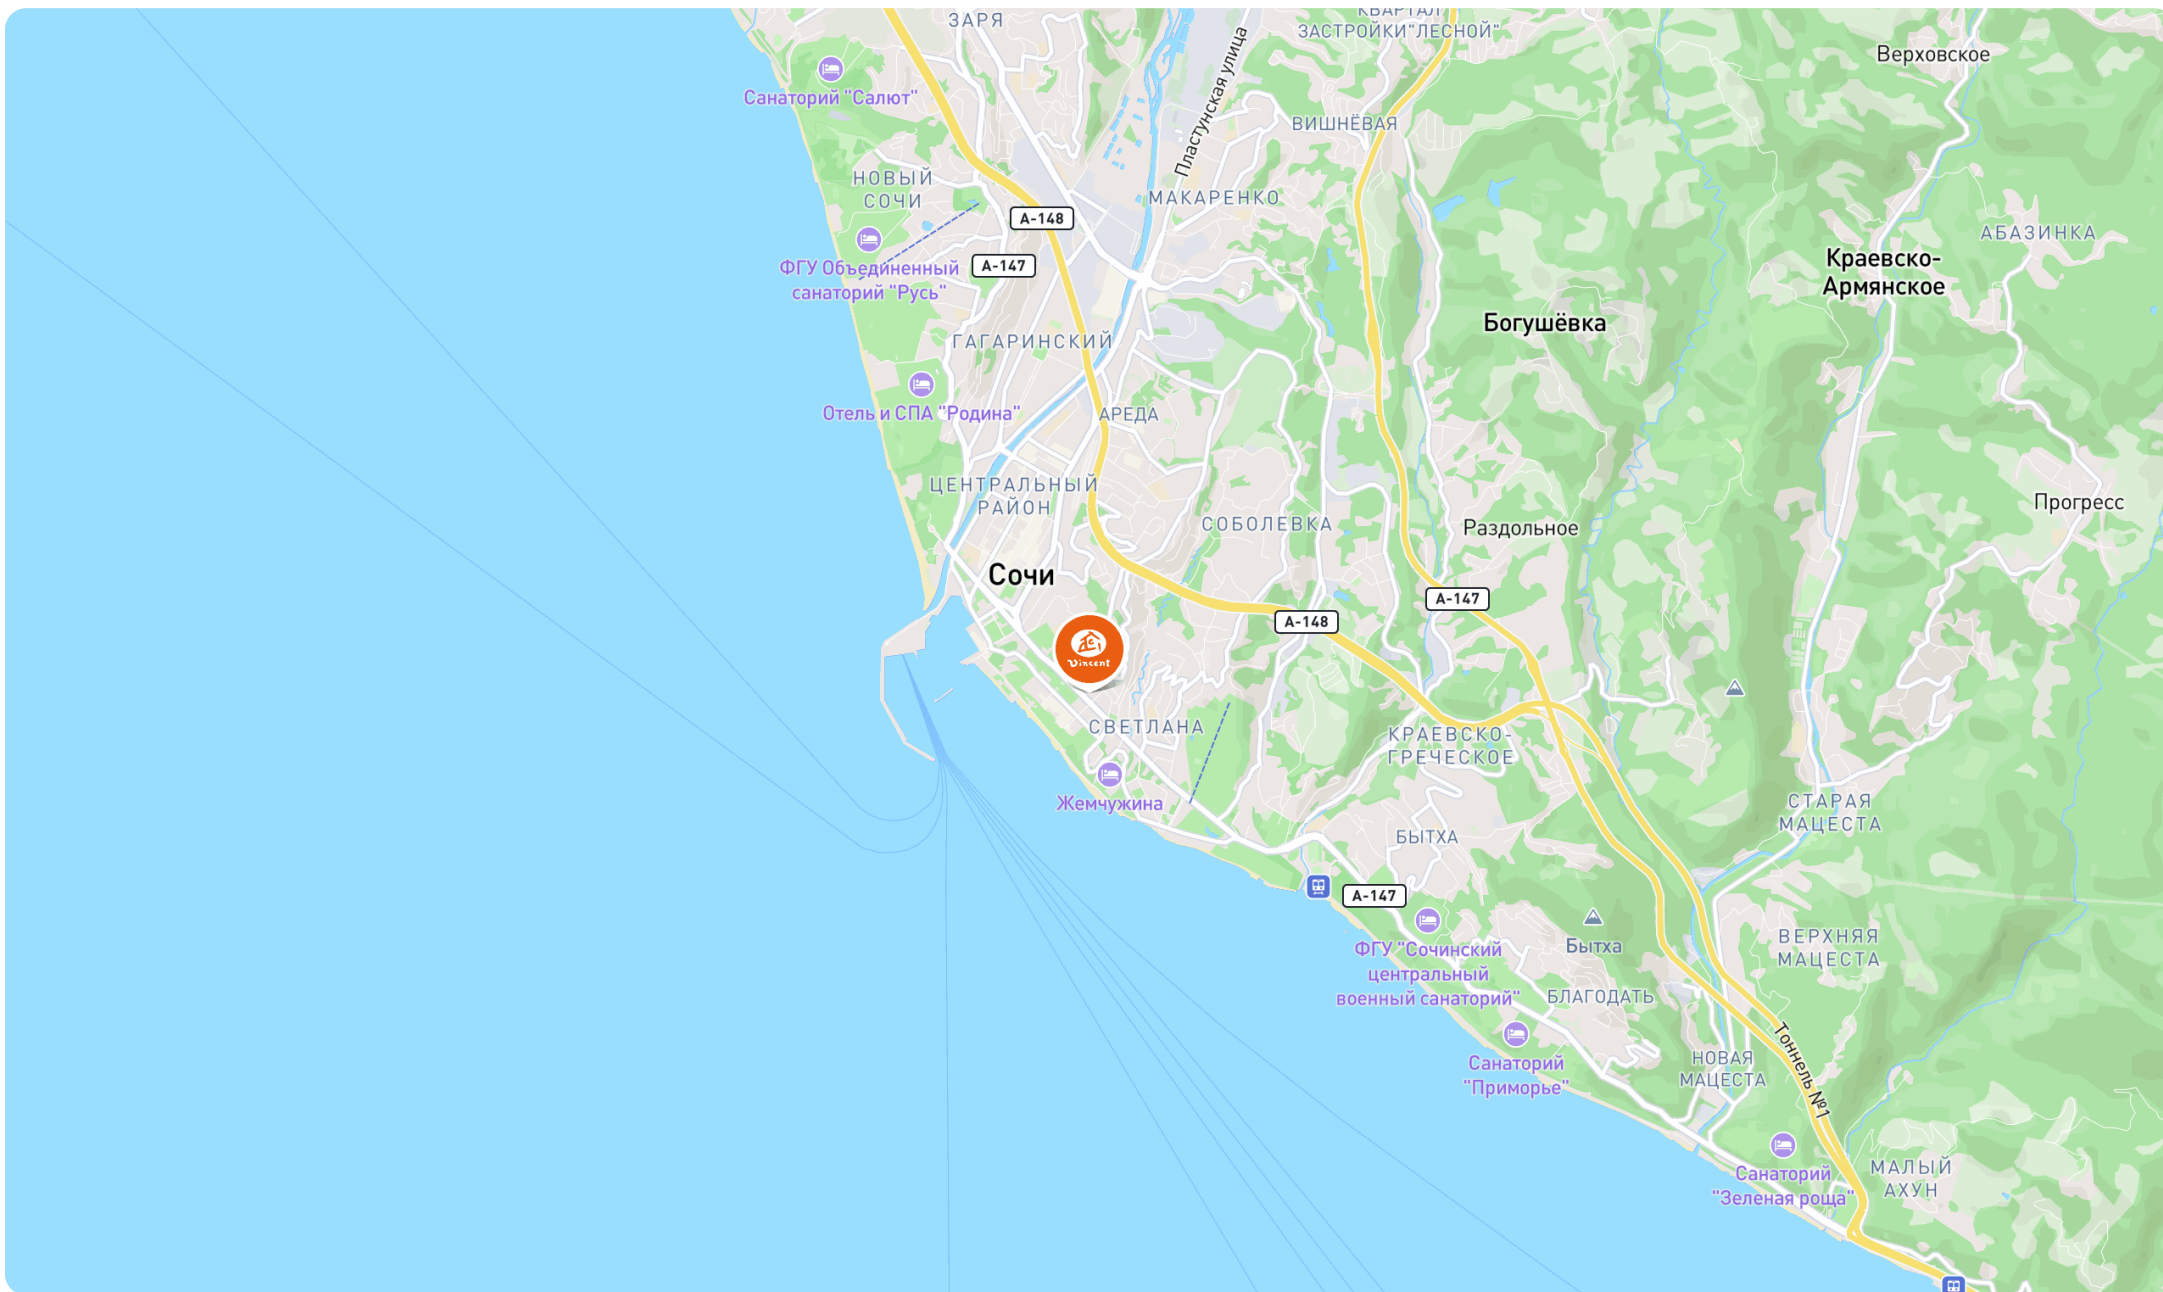 ЗАРЯ
КВАРТАЛ
ЗАСТРОЙКИ"ЛЕСНОЙ"
Верховское
Санаторий "Салют"
Пластунская улица
ВИШНЁВАЯ
НОВЫЙ
СОЧИ
МАКАРЕНКО
А-148
АБАЗИНКА
ФГУ Объединенный
санаторий "Русь"
А-147
Краевско-
Армянское
Богушёвка
ГАГАРИНСКИЙ
Отель и СПА "Родина"
АРЕДА
ЦЕНТРАЛЬНЫЙ
РАЙОН
СОБОЛЕВКА
Раздольное
Прогресс
Сочи
А-147
А-148
Vincent
СВЕТЛАНА
КРАЕВСКО-
ГРЕЧЕСКОЕ
Жемчужина
СТАРАЯ
МАЦЕСТА
БЫТХА
А-147
ФГУ "Сочинский
центральный
военный санаторий"
Бытха
ВЕРХНЯЯ
МАЦЕСТА
БЛАГОДАТЬ
Санаторий
"Приморье"
НОВАЯ
МАЦЕСТА
Тоннель №1
Санаторий
"Зеленая роща"
МАЛЫЙ
АХУН